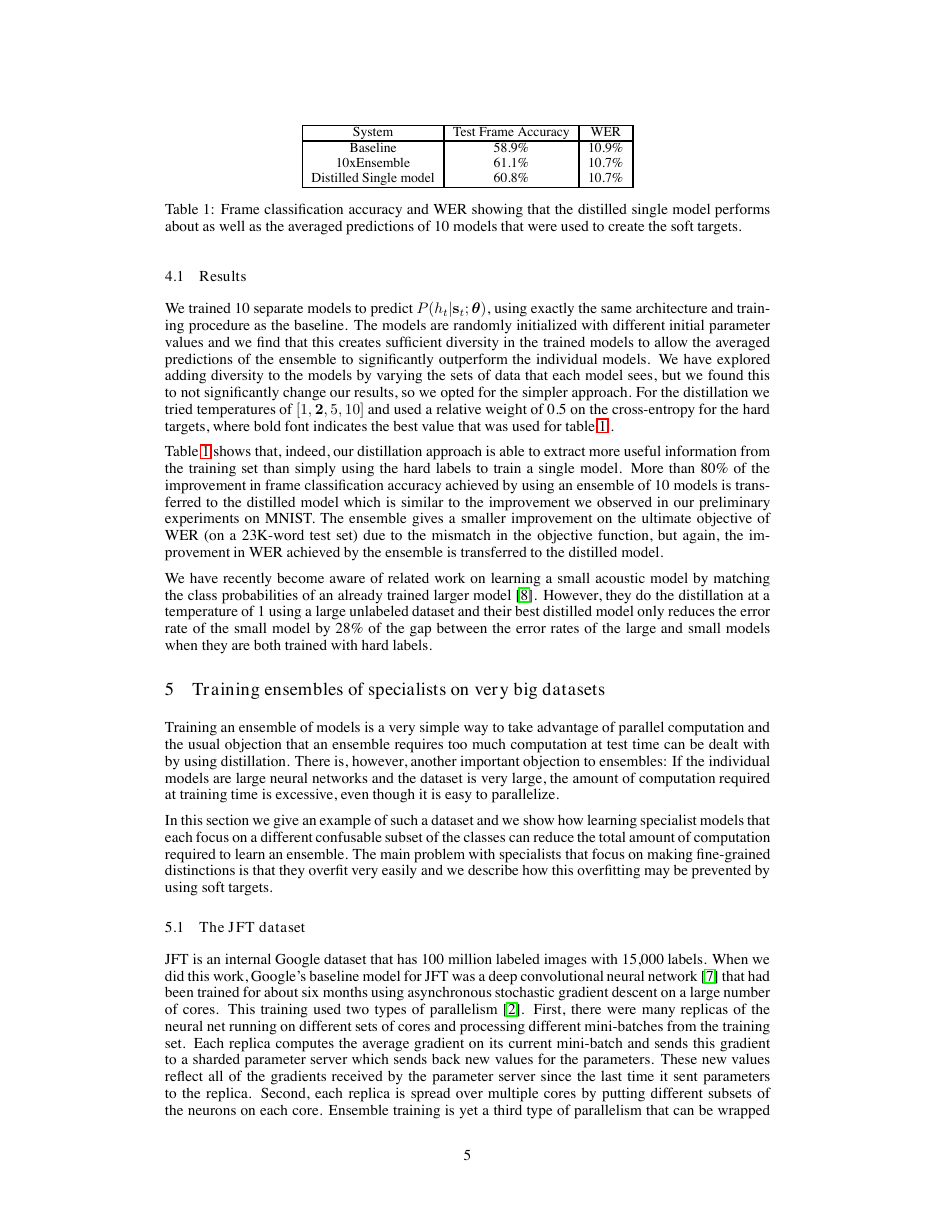 System Test Frame Accuracy WER
Baseline 58.9% 10.9%
10xEnsemble 61.1% 10.7%
Distilled Single model 60.8% 10.7%
Table 1: Frame classification accuracy and WER showing that the distilled single model performs
about as well as the averaged predictions of 10 models that were used to create the soft targets.
4.1 Results
We trained 10 separate models to predict P(hₜ|sₜ; θ), using exactly the same architecture and train-
ing procedure as the baseline. The models are randomly initialized with different initial parameter
values and we find that this creates sufficient diversity in the trained models to allow the averaged
predictions of the ensemble to significantly outperform the individual models. We have explored
adding diversity to the models by varying the sets of data that each model sees, but we found this
to not significantly change our results, so we opted for the simpler approach. For the distillation we
tried temperatures of [1, 2, 5, 10] and used a relative weight of 0.5 on the cross-entropy for the hard
targets, where bold font indicates the best value that was used for table 1 .
Table 1 shows that, indeed, our distillation approach is able to extract more useful information from
the training set than simply using the hard labels to train a single model. More than 80% of the
improvement in frame classification accuracy achieved by using an ensemble of 10 models is trans-
ferred to the distilled model which is similar to the improvement we observed in our preliminary
experiments on MNIST. The ensemble gives a smaller improvement on the ultimate objective of
WER (on a 23K-word test set) due to the mismatch in the objective function, but again, the im-
provement in WER achieved by the ensemble is transferred to the distilled model.
We have recently become aware of related work on learning a small acoustic model by matching
the class probabilities of an already trained larger model [8]. However, they do the distillation at a
temperature of 1 using a large unlabeled dataset and their best distilled model only reduces the error
rate of the small model by 28% of the gap between the error rates of the large and small models
when they are both trained with hard labels.
5 Training ensembles of specialists on very big datasets
Training an ensemble of models is a very simple way to take advantage of parallel computation and
the usual objection that an ensemble requires too much computation at test time can be dealt with
by using distillation. There is, however, another important objection to ensembles: If the individual
models are large neural networks and the dataset is very large, the amount of computation required
at training time is excessive, even though it is easy to parallelize.
In this section we give an example of such a dataset and we show how learning specialist models that
each focus on a different confusable subset of the classes can reduce the total amount of computation
required to learn an ensemble. The main problem with specialists that focus on making fine-grained
distinctions is that they overfit very easily and we describe how this overfitting may be prevented by
using soft targets.
5.1 The JFT dataset
JFT is an internal Google dataset that has 100 million labeled images with 15,000 labels. When we
did this work, Google's baseline model for JFT was a deep convolutional neural network [7] that had
been trained for about six months using asynchronous stochastic gradient descent on a large number
of cores. This training used two types of parallelism [2]. First, there were many replicas of the
neural net running on different sets of cores and processing different mini-batches from the training
set. Each replica computes the average gradient on its current mini-batch and sends this gradient
to a sharded parameter server which sends back new values for the parameters. These new values
reflect all of the gradients received by the parameter server since the last time it sent parameters
to the replica. Second, each replica is spread over multiple cores by putting different subsets of
the neurons on each core. Ensemble training is yet a third type of parallelism that can be wrapped
5